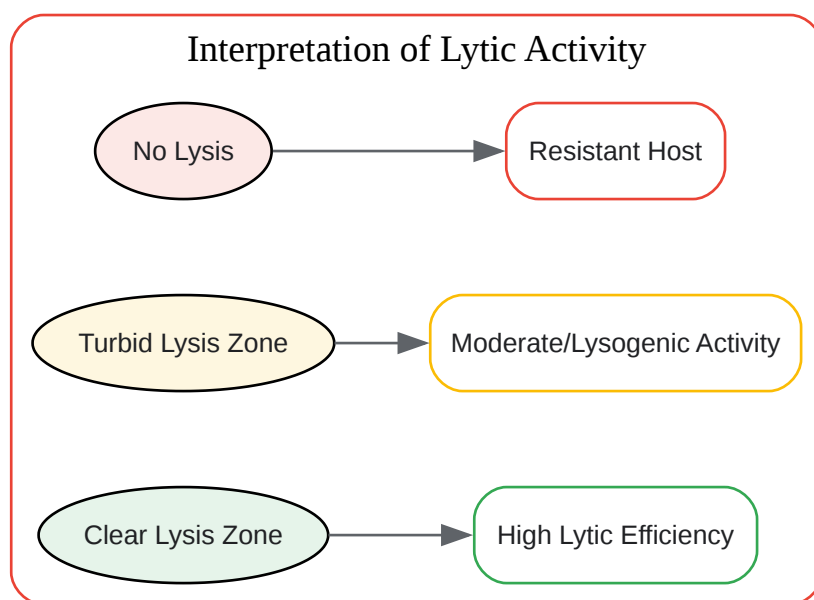 Interpretation of Lytic Activity
No Lysis
Resistant Host
Turbid Lysis Zone
Moderate/Lysogenic Activity
Clear Lysis Zone
High Lytic Efficiency